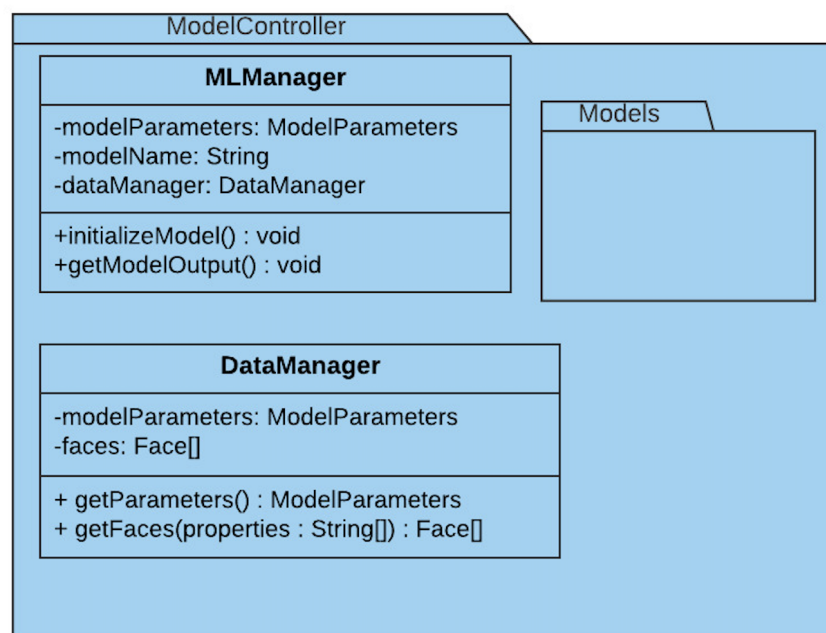 ModelController
MLManager
-modelParameters: ModelParameters
-modelName: String
-dataManager: DataManager
+initializeModel() : void
+getModelOutput() : void
Models
DataManager
-modelParameters: ModelParameters
-faces: Face[]
+ getParameters() : ModelParameters
+ getFaces(properties : String[]) : Face[]